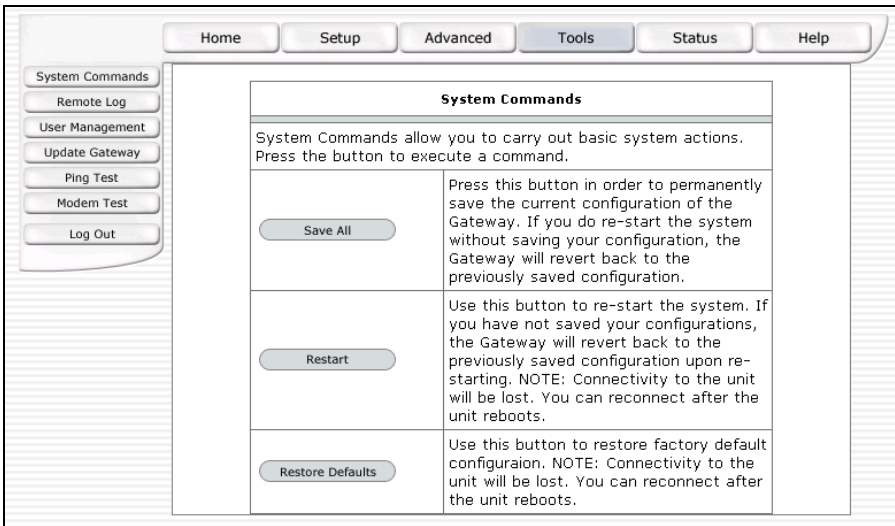 Home Setup Advanced Tools Status Help
System Commands
Remote Log
User Management
Update Gateway
Ping Test
Modem Test
Log Out
System Commands
System Commands allow you to carry out basic system actions.
Press the button to execute a command.
Save All
Press this button in order to permanently
save the current configuration of the
Gateway. If you do re-start the system
without saving your configuration, the
Gateway will revert back to the
previously saved configuration.
Restart
Use this button to re-start the system. If
you have not saved your configurations,
the Gateway will revert back to the
previously saved configuration upon re-
starting. NOTE: Connectivity to the unit
will be lost. You can reconnect after the
unit reboots.
Restore Defaults
Use this button to restore factory default
configuraion. NOTE: Connectivity to the
unit will be lost. You can reconnect after
the unit reboots.